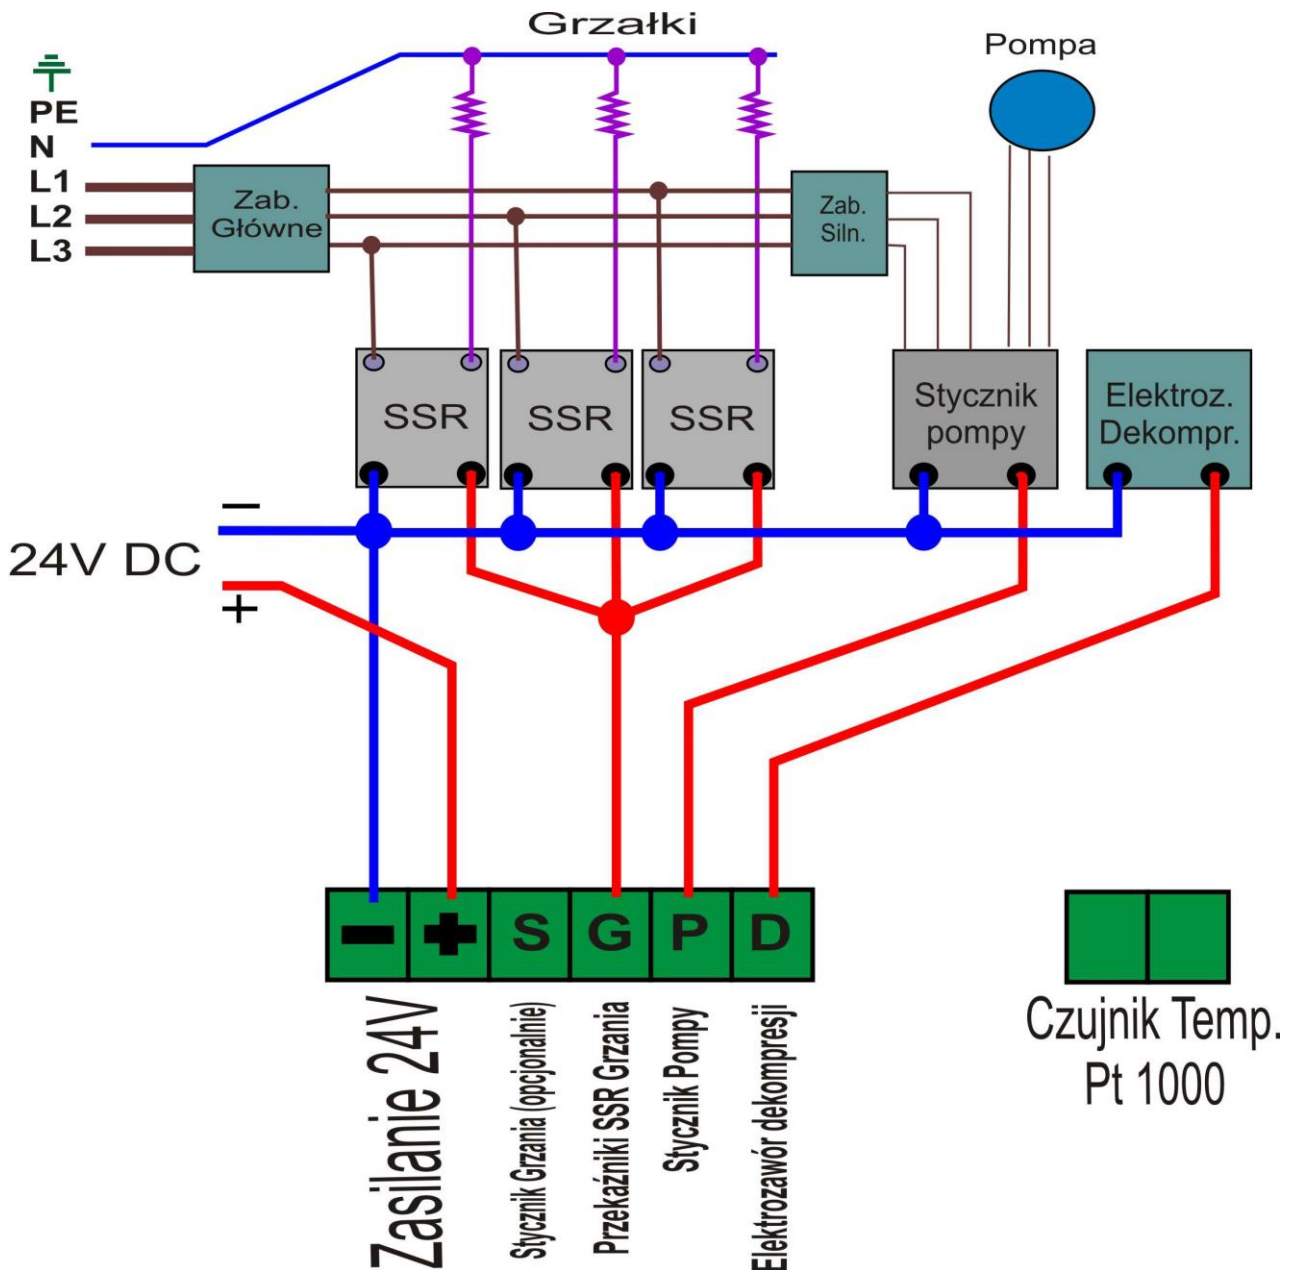 Grzałki
Pompa
PE
N
L1
L2
L3
Zab.
Główne
Zab.
Siln.
SSR
SSR
SSR
Stycznik
pompy
Elektroz.
Dekompr.
−
24V DC
+
− + S G P D
Zasilanie 24V
Stycznik Grzania (opcjonalnie)
Przekaźniki SSR Grzania
Stycznik Pompy
Elektrozawór dekompresji
Czujnik Temp.
Pt 1000